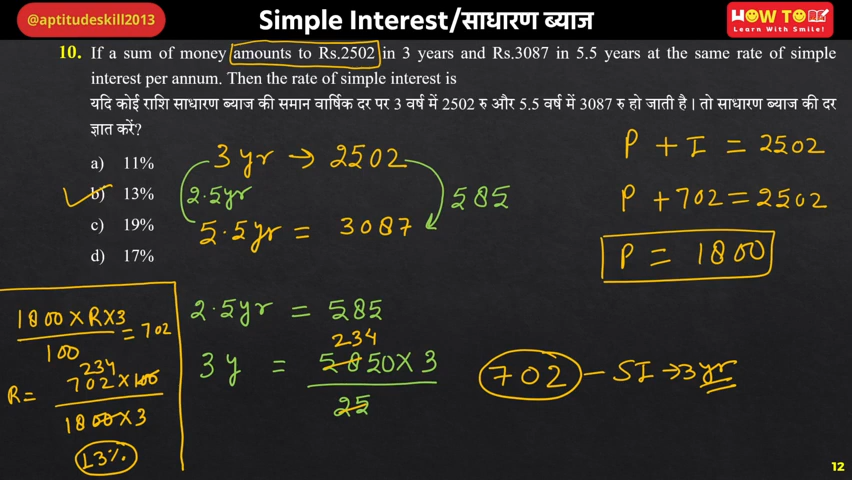 @aptitudeskill2013
Simple Interest/साधारण ब्याज
HOW TO
Learn With Smile!
10. If a sum of money amounts to Rs.2502 in 3 years and Rs.3087 in 5.5 years at the same rate of simple
interest per annum. Then the rate of simple interest is
यदि कोई राशि साधारण ब्याज की समान वार्षिक दर पर 3 वर्ष में 2502 रु और 5.5 वर्ष में 3087 रु हो जाती है। तो साधारण ब्याज की दर
ज्ञात करें?
a) 11%
b) 13%
c) 19%
d) 17%
3 yr → 2502
2.5yr
585
5.5yr = 3087
P + I = 2502
P + 702 = 2502
P = 1800
2.5yr = 585
234
3y = 5850 × 3
25
702 – SI → 3 yr
1800 × R × 3
= 702
100
234
R = 702 × 100
1800 × 3
13%
12